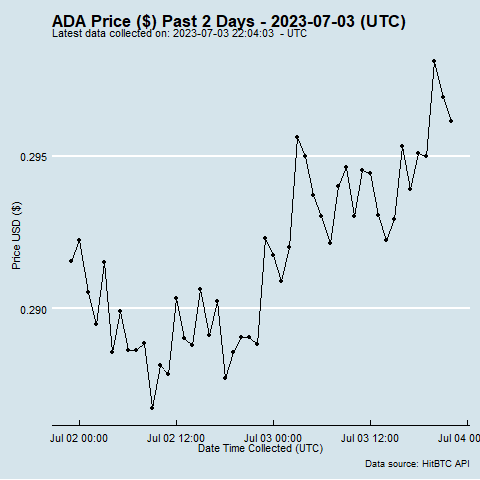 ADA Price ($) Past 2 Days - 2023-07-03 (UTC)
Latest data collected on: 2023-07-03 22:04:03 - UTC
0.295
0.290
Price USD ($)
Jul 02 00:00 Jul 02 12:00 Jul 03 00:00 Jul 03 12:00 Jul 04 00
Date Time Collected (UTC)
Data source: HitBTC API